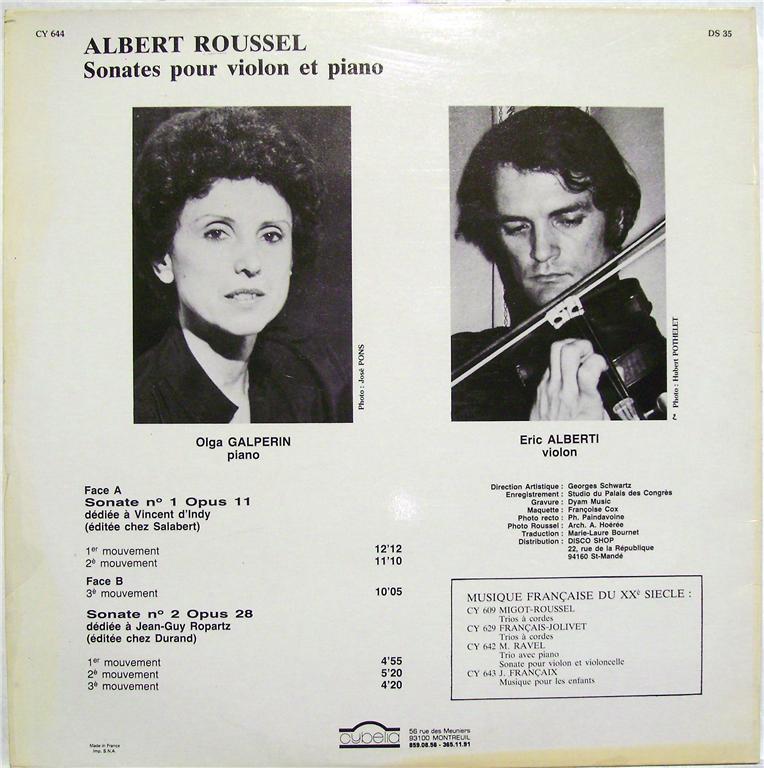 CY 644
DS 35
ALBERT ROUSSEL
Sonates pour violon et piano
Photo : José PONS
Photo : Hubert POTHELET
Olga GALPERIN
piano
Eric ALBERTI
violon
Face A
Sonate nº 1 Opus 11
dédiée à Vincent d'Indy
(éditée chez Salabert)
1er mouvement 12'12
2è mouvement 11'10
Face B
3è mouvement 10'05
Sonate nº 2 Opus 28
dédiée à Jean-Guy Ropartz
(éditée chez Durand)
1er mouvement 4'55
2è mouvement 5'20
3è mouvement 4'20
Direction Artistique : Georges Schwartz
Enregistrement : Studio du Palais des Congrès
Gravure : Dyam Music
Maquette : Françoise Cox
Photo recto : Ph. Paindavoine
Photo Roussel : Arch. A. Hoérée
Traduction : Marie-Laure Bournet
Distribution : DISCO SHOP
22, rue de la République
94160 St-Mandé
MUSIQUE FRANÇAISE DU XXè SIECLE :
CY 609 MIGOT-ROUSSEL
Trios à cordes
CY 629 FRANÇAIS-JOLIVET
Trios à cordes
CY 642 M. RAVEL
Trio avec piano
Sonate pour violon et violoncelle
CY 643 J. FRANÇAIX
Musique pour les enfants
Made in France
Imp. S.N.A.
cybelia
56 rue des Meuniers
93100 MONTREUIL
859.08.56 - 365.11.91